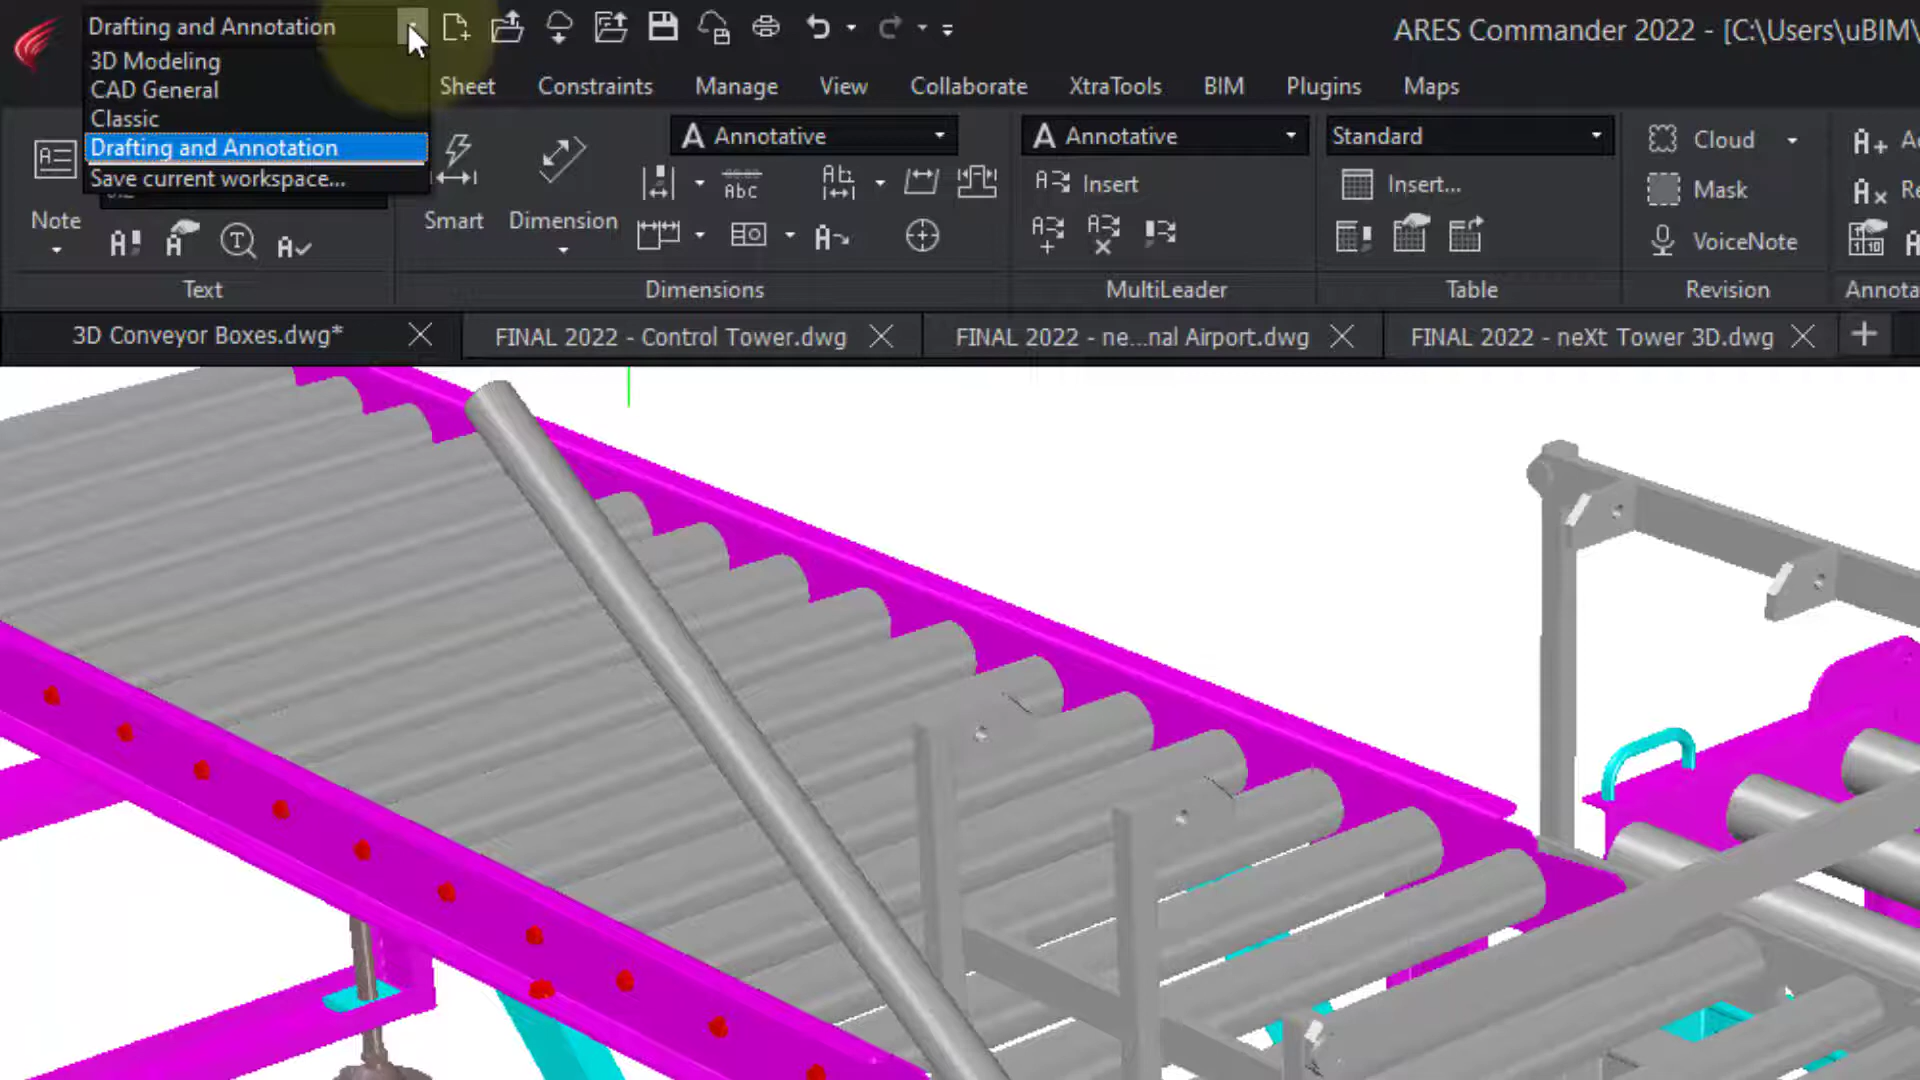 Drafting and Annotation
ARES Commander 2022 - [C:\Users\uBIM\
3D Modeling
CAD General
Classic
Drafting and Annotation
Save current workspace...
Sheet
Constraints
Manage
View
Collaborate
XtraTools
BIM
Plugins
Maps
Note
Text
Smart
Dimension
Annotative
Abc
Dimensions
Annotative
Insert
MultiLeader
Standard
Insert...
Table
Cloud
Mask
VoiceNote
Revision
Annota
3D Conveyor Boxes.dwg*
FINAL 2022 - Control Tower.dwg
FINAL 2022 - ne...nal Airport.dwg
FINAL 2022 - neXt Tower 3D.dwg